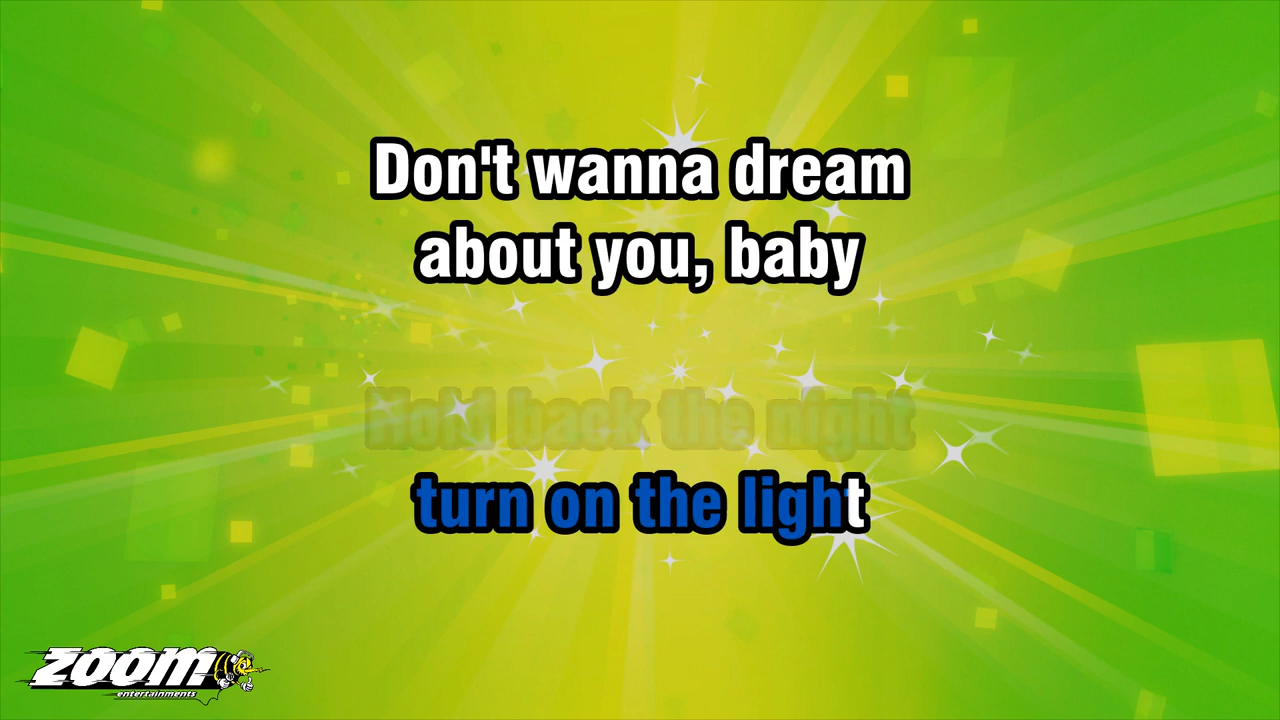 Don't wanna dream
about you, baby
Hold back the night
turn on the light
zoom
entertainments